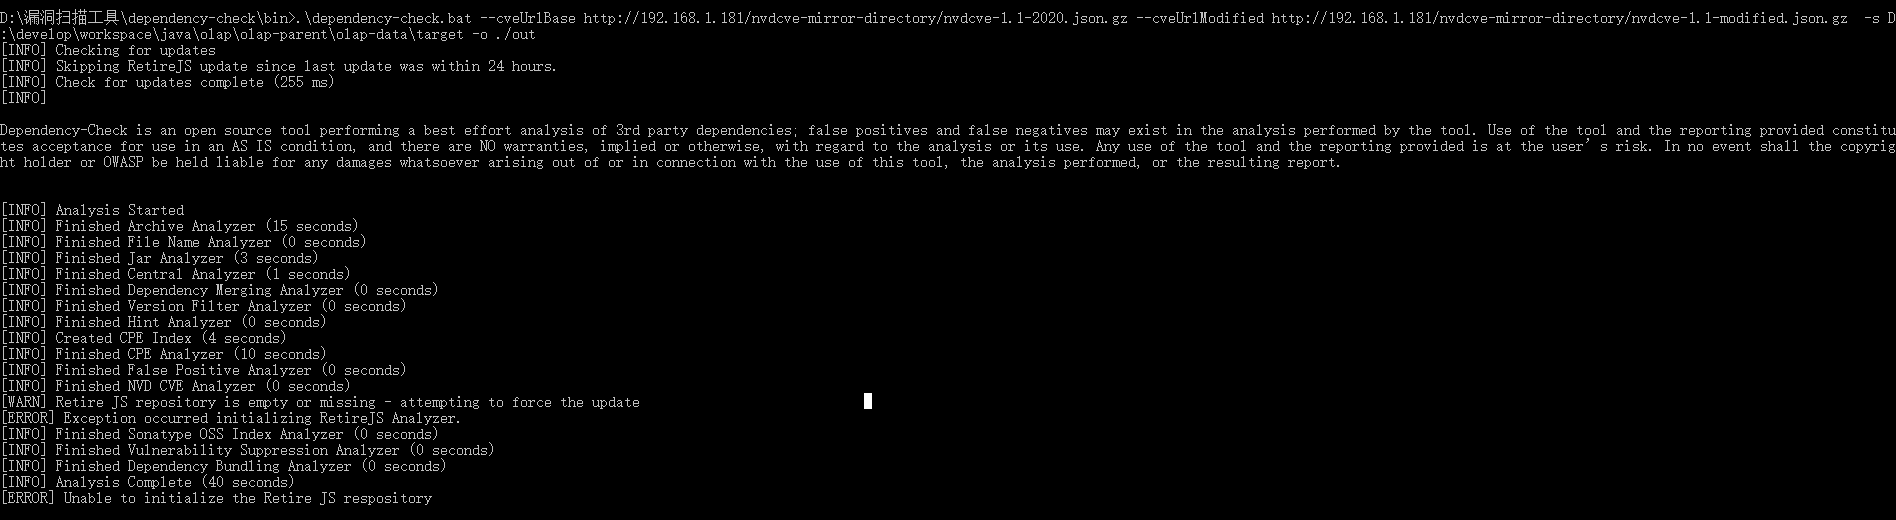 D:\漏洞扫描工具\dependency-check\bin>.\dependency-check.bat --cveUrlBase http://192.168.1.181/nvdcve-mirror-directory/nvdcve-1.1-2020.json.gz --cveUrlModified http://192.168.1.181/nvdcve-mirror-directory/nvdcve-1.1-modified.json.gz  -s D
:\develop\workspace\java\olap\olap-parent\olap-data\target -o ./out
[INFO] Checking for updates
[INFO] Skipping RetireJS update since last update was within 24 hours.
[INFO] Check for updates complete (255 ms)
[INFO]
Dependency-Check is an open source tool performing a best effort analysis of 3rd party dependencies; false positives and false negatives may exist in the analysis performed by the tool. Use of the tool and the reporting provided constitu
tes acceptance for use in an AS IS condition, and there are NO warranties, implied or otherwise, with regard to the analysis or its use. Any use of the tool and the reporting provided is at the user’s risk. In no event shall the copyrig
ht holder or OWASP be held liable for any damages whatsoever arising out of or in connection with the use of this tool, the analysis performed, or the resulting report.
[INFO] Analysis Started
[INFO] Finished Archive Analyzer (15 seconds)
[INFO] Finished File Name Analyzer (0 seconds)
[INFO] Finished Jar Analyzer (3 seconds)
[INFO] Finished Central Analyzer (1 seconds)
[INFO] Finished Dependency Merging Analyzer (0 seconds)
[INFO] Finished Version Filter Analyzer (0 seconds)
[INFO] Finished Hint Analyzer (0 seconds)
[INFO] Created CPE Index (4 seconds)
[INFO] Finished CPE Analyzer (10 seconds)
[INFO] Finished False Positive Analyzer (0 seconds)
[INFO] Finished NVD CVE Analyzer (0 seconds)
[WARN] Retire JS repository is empty or missing - attempting to force the update
[ERROR] Exception occurred initializing RetireJS Analyzer.
[INFO] Finished Sonatype OSS Index Analyzer (0 seconds)
[INFO] Finished Vulnerability Suppression Analyzer (0 seconds)
[INFO] Finished Dependency Bundling Analyzer (0 seconds)
[INFO] Analysis Complete (40 seconds)
[ERROR] Unable to initialize the Retire JS respository